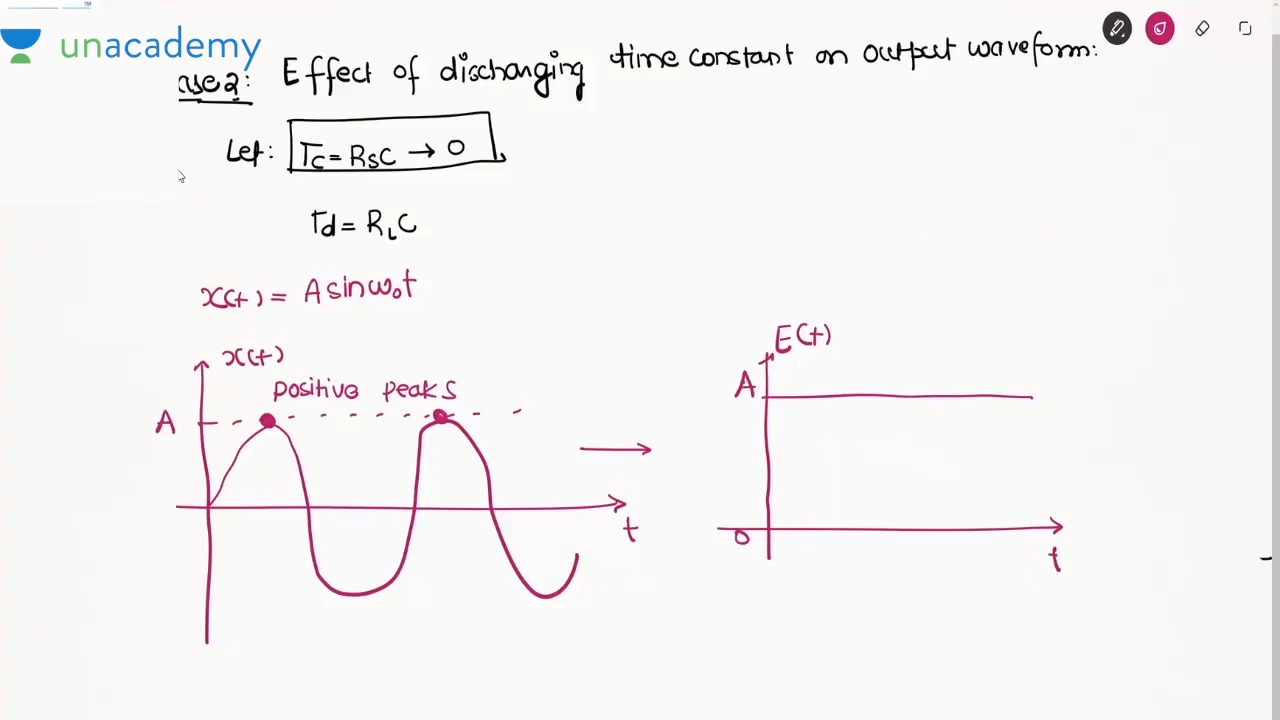 unacademy
ase 2: Effect of discharging time constant on output waveform:
Let: Tc = RsC → 0
Td = RLC
x(t) = A sin ω₀t
x(t)
positive peaks
A
t
E(t)
A
0
t